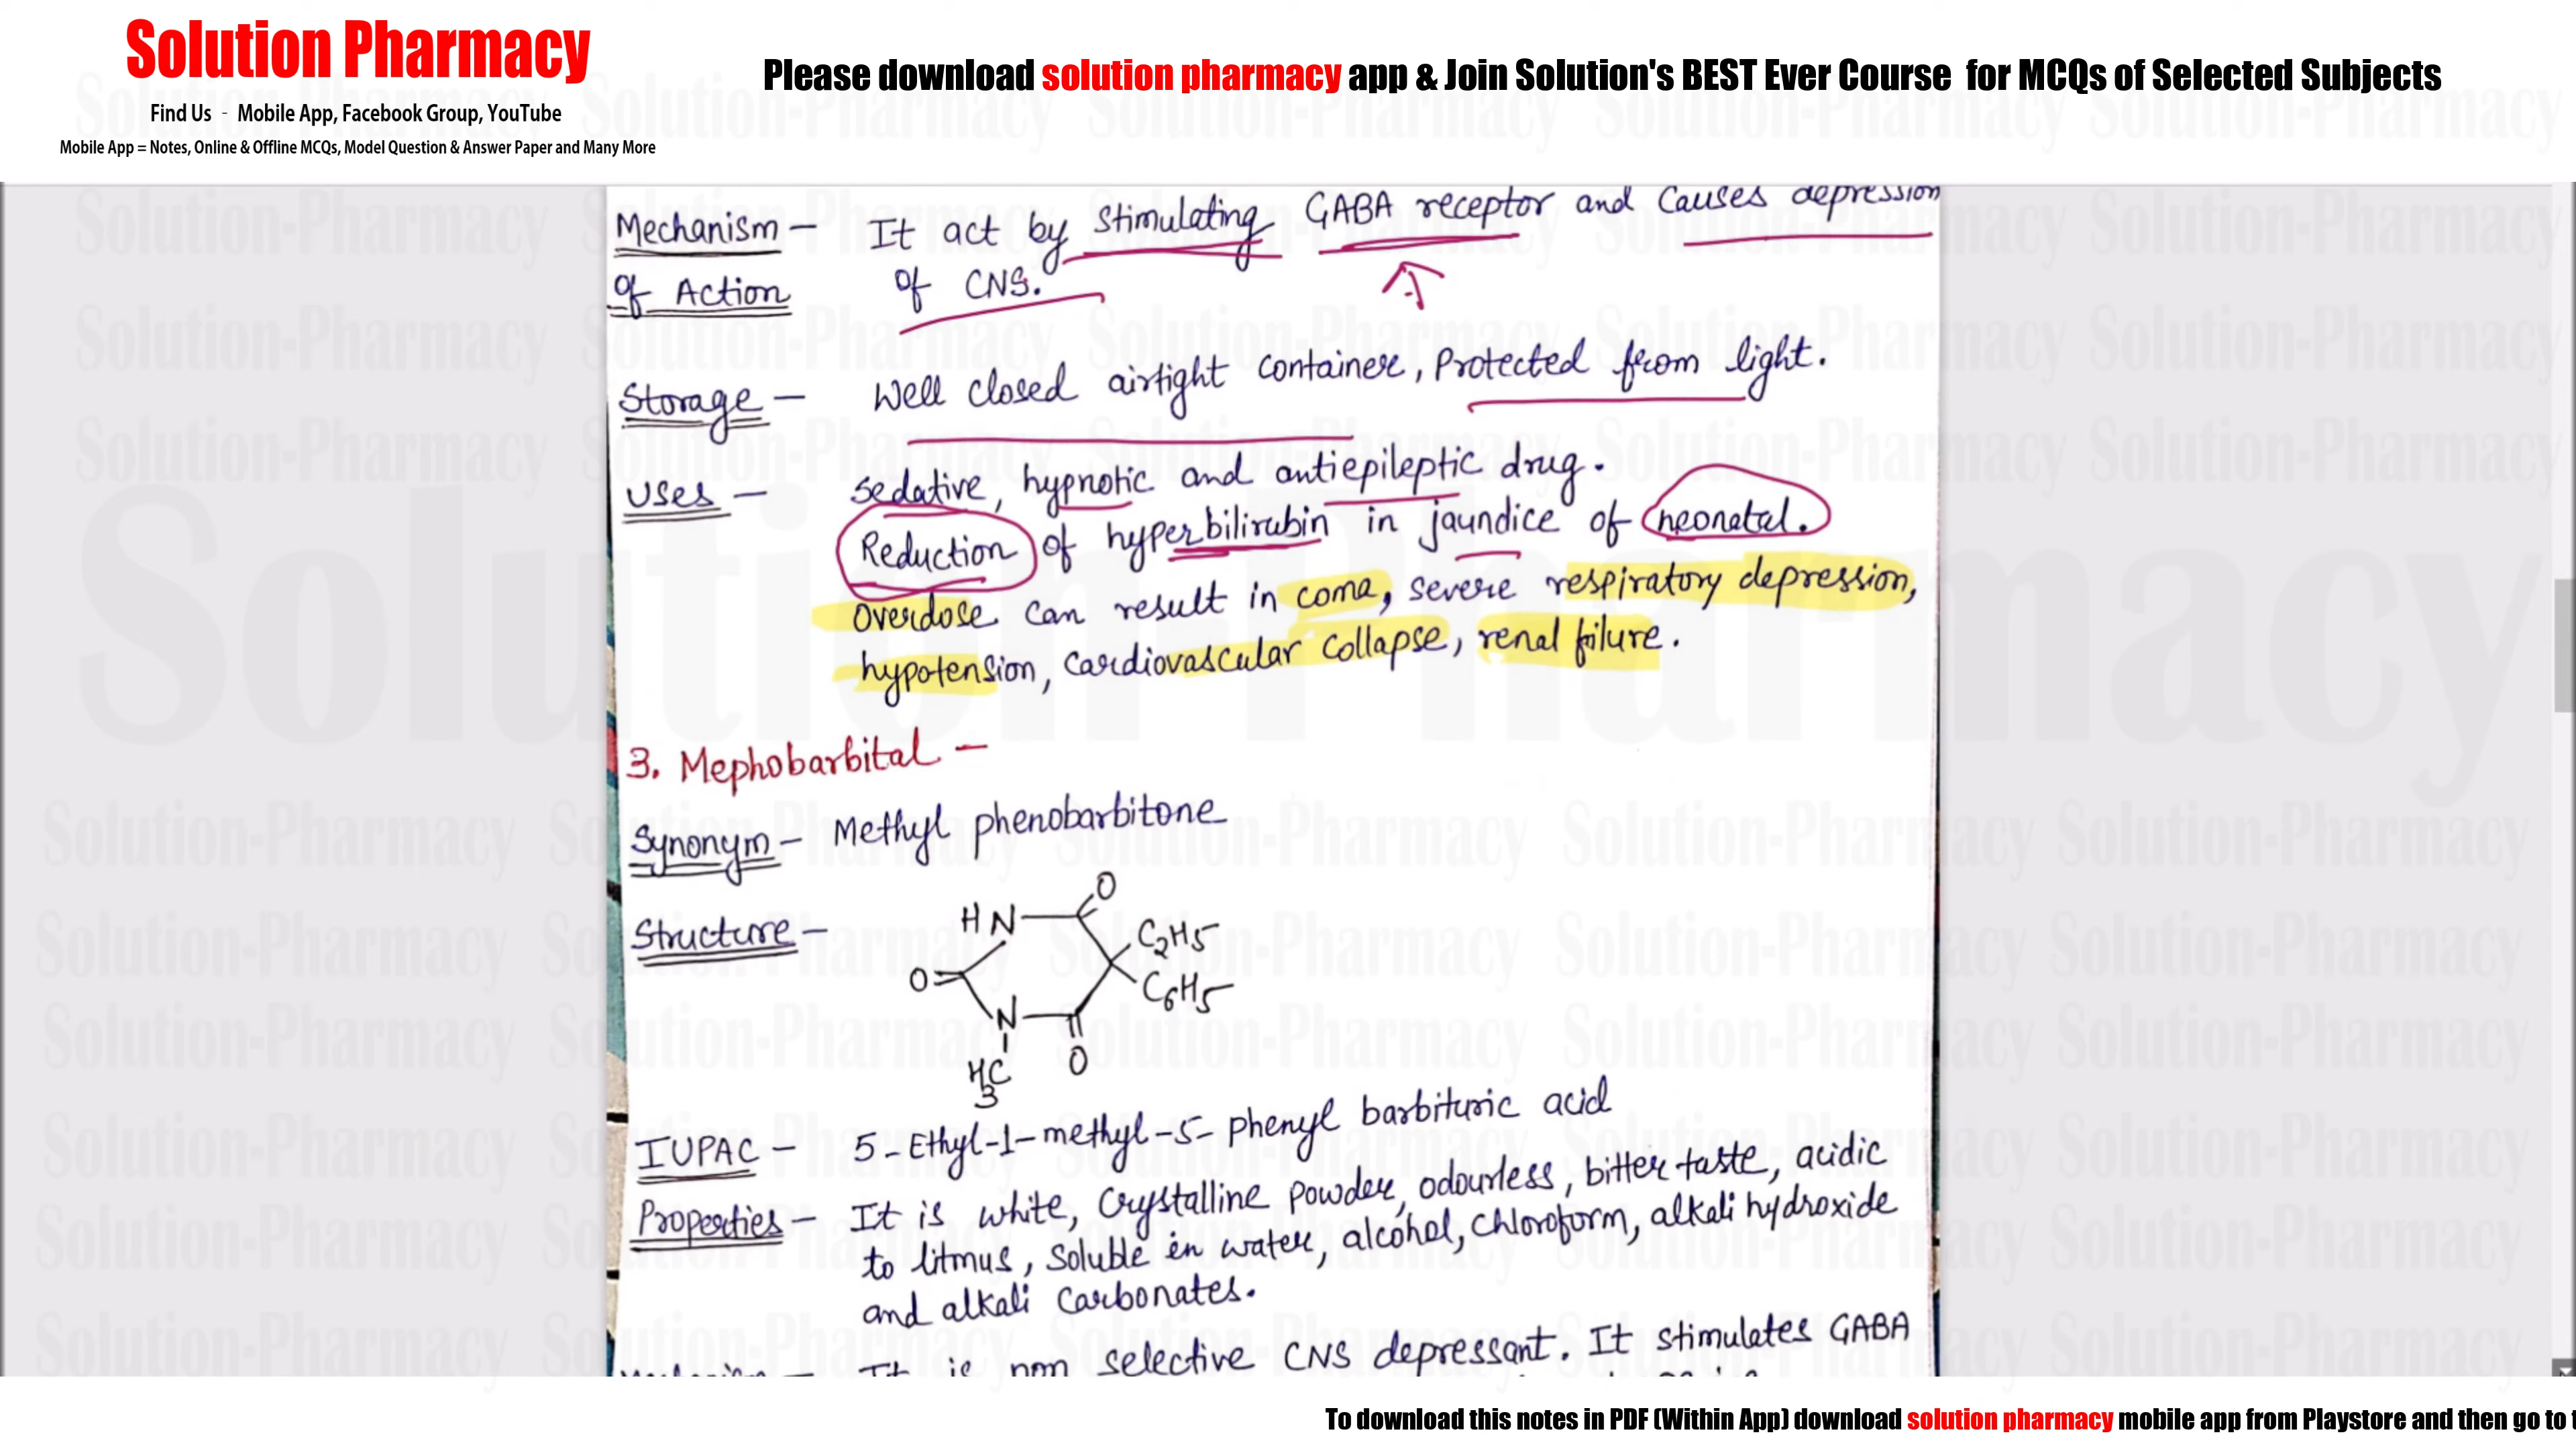 Solution Pharmacy
Find Us - Mobile App, Facebook Group, YouTube
Mobile App = Notes, Online & Offline MCQs, Model Question & Answer Paper and Many More
Please download solution pharmacy app & Join Solution's BEST Ever Course for MCQs of Selected Subjects
Mechanism of Action - It act by stimulating GABA receptor and causes depression
of CNS.
Storage - Well closed airtight container, Protected from light.
Uses - Sedative, hypnotic and antiepileptic drug.
Reduction of hyperbilirubin in jaundice of neonatal.
Overdose can result in coma, severe respiratory depression,
hypotension, Cardiovascular Collapse, renal filure.
3. Mephobarbital -
Synonym - Methyl phenobarbitone
Structure -
HN O
C2H5
O
C6H5
N
H3C O
IUPAC - 5-Ethyl-1-methyl-5-phenyl barbituric acid
Properties - It is white, Crystalline Powder, odourless, bitter taste, acidic
to litmus, Soluble in water, alcohol, chloroform, alkali hydroxide
and alkali Carbonates.
It is non selective CNS depressant. It stimulates GABA
To download this notes in PDF (Within App) download solution pharmacy mobile app from Playstore and then go to
Solution-Pharmacy